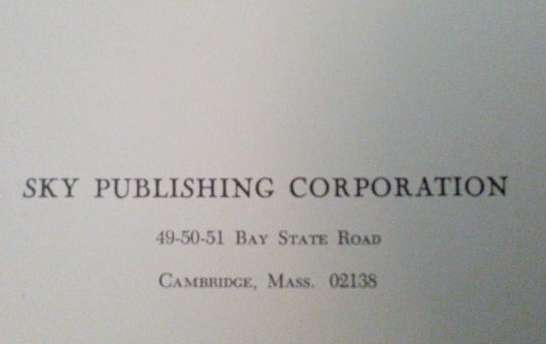 SKY PUBLISHING CORPORATION
49-50-51 BAY STATE ROAD
CAMBRIDGE, MASS. 02138